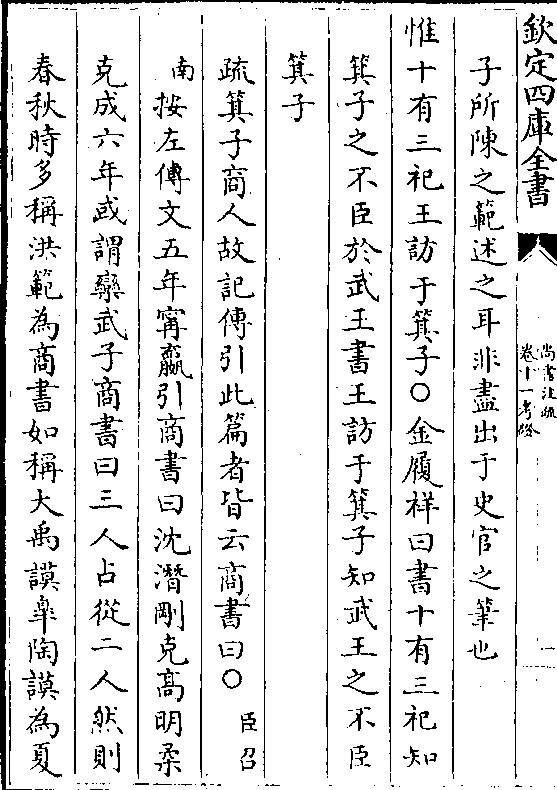 欽定四庫全書
尚書注疏
卷十一考證
一
子所陳之範述之耳非盡出于史官之筆也
惟十有三祀王訪于箕子○金履祥曰書十有三祀知
箕子之不臣於武王書王訪于箕子知武王之不臣
箕子
疏箕子商人故記傳引此篇者皆云商書曰○臣召
南按左傳文五年甯嬴引商書曰沈潛剛克高明柔
克成六年或謂欒武子商書曰三人占從二人然則
春秋時多稱洪範為商書如稱大禹謨臯陶謨為夏